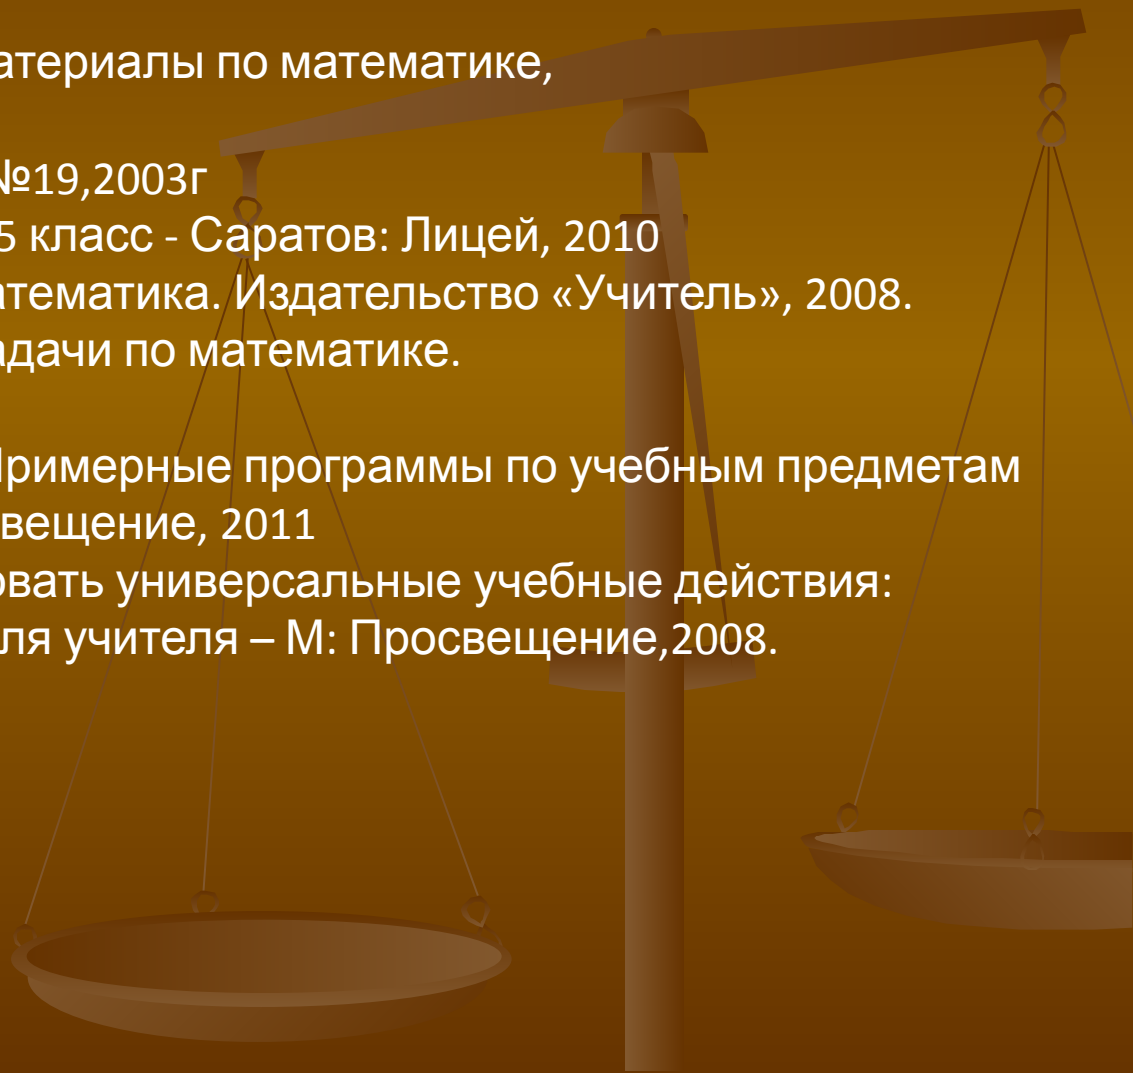 атериалы по математике,
№19,2003г
5 класс - Саратов: Лицей, 2010
атематика. Издательство «Учитель», 2008.
адачи по математике.
Примерные программы по учебным предметам
вещение, 2011
овать универсальные учебные действия:
ля учителя – М: Просвещение,2008.